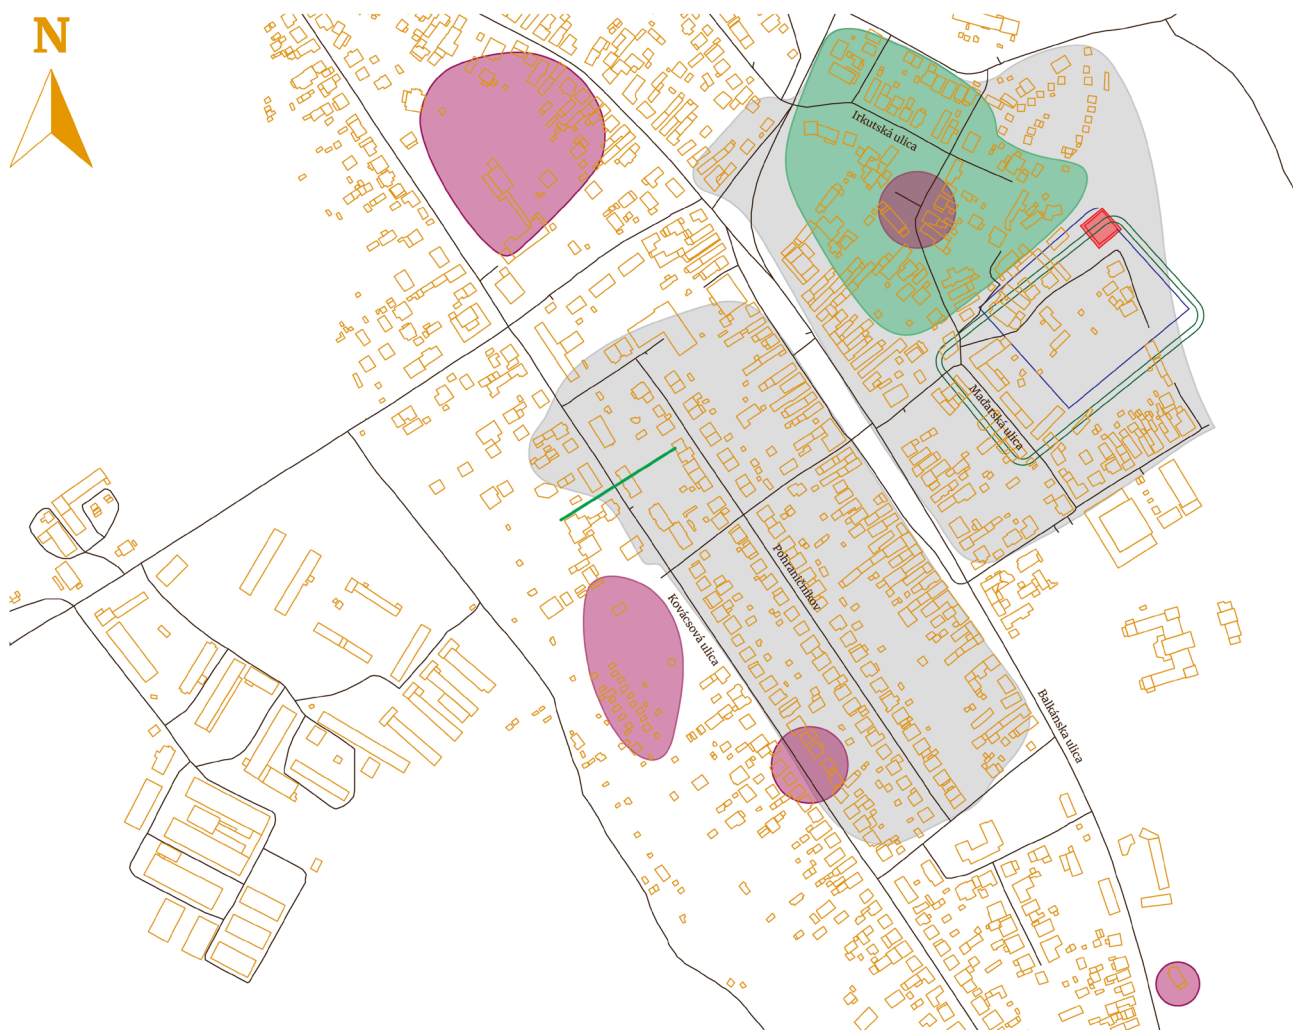 N
Irkutská ulica
Maďarská ulica
Pohraničníkov
Kovácsová ulica
Balkánska ulica